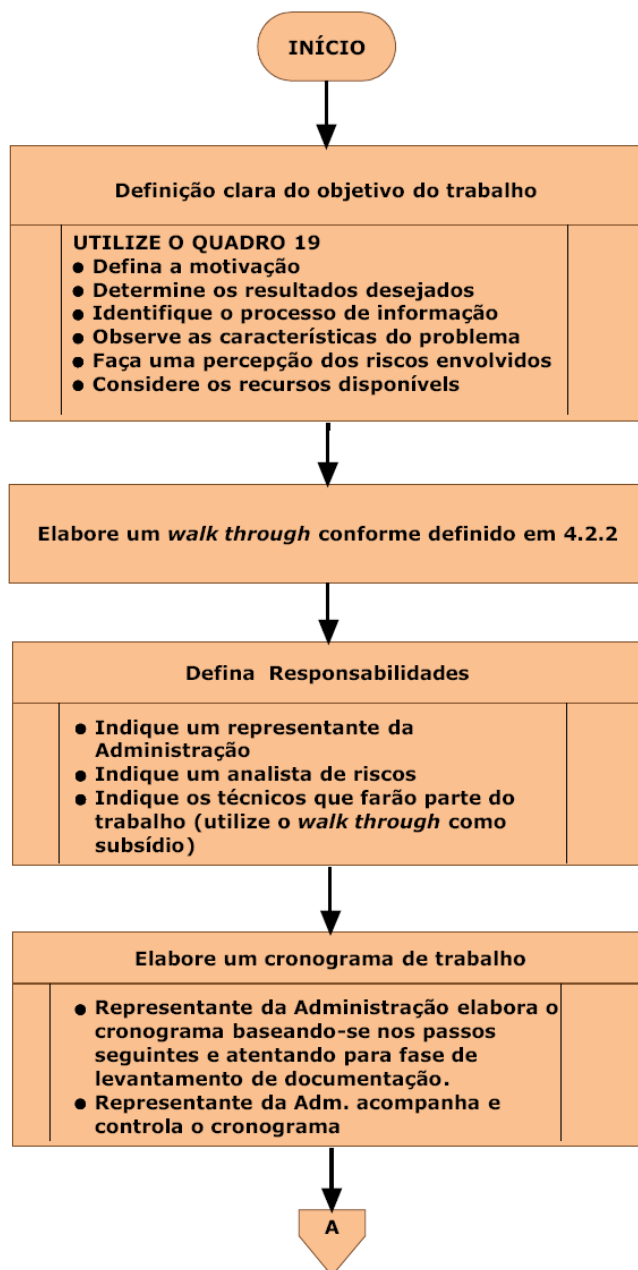 INÍCIO
Definição clara do objetivo do trabalho
UTILIZE O QUADRO 19
● Defina a motivação
● Determine os resultados desejados
● Identifique o processo de informação
● Observe as características do problema
● Faça uma percepção dos riscos envolvidos
● Considere os recursos disponívels
Elabore um walk through conforme definido em 4.2.2
Defina Responsabilidades
● Indique um representante da
Administração
● Indique um analista de riscos
● Indique os técnicos que farão parte do
trabalho (utilize o walk through como
subsídio)
Elabore um cronograma de trabalho
● Representante da Administração elabora o
cronograma baseando-se nos passos
seguintes e atentando para fase de
levantamento de documentação.
● Representante da Adm. acompanha e
controla o cronograma
A